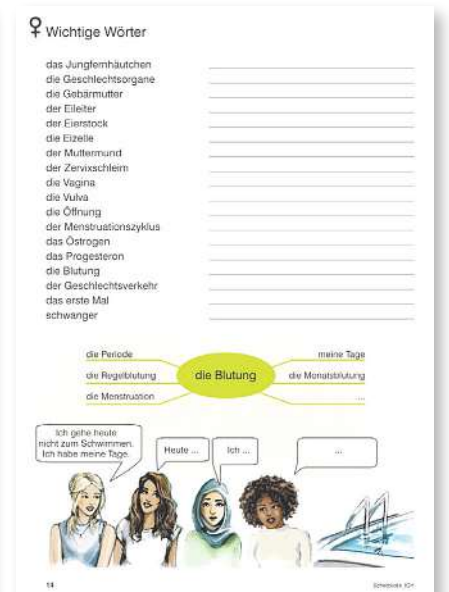 ♀ Wichtige Wörter
das Jungfernhäutchen
die Geschlechtsorgane
die Gebärmutter
der Eileiter
der Eierstock
die Eizelle
der Muttermund
der Zervixschleim
die Vagina
die Vulva
die Öffnung
der Menstruationszyklus
das Östrogen
das Progesteron
die Blutung
der Geschlechtsverkehr
das erste Mal
schwanger
die Periode
die Regelblutung
die Menstruation
die Blutung
meine Tage
die Monatsblutung
....
Ich gehe heute
nicht zum Schwimmen.
Ich habe meine Tage.
Heute ...
Ich ...
...
14